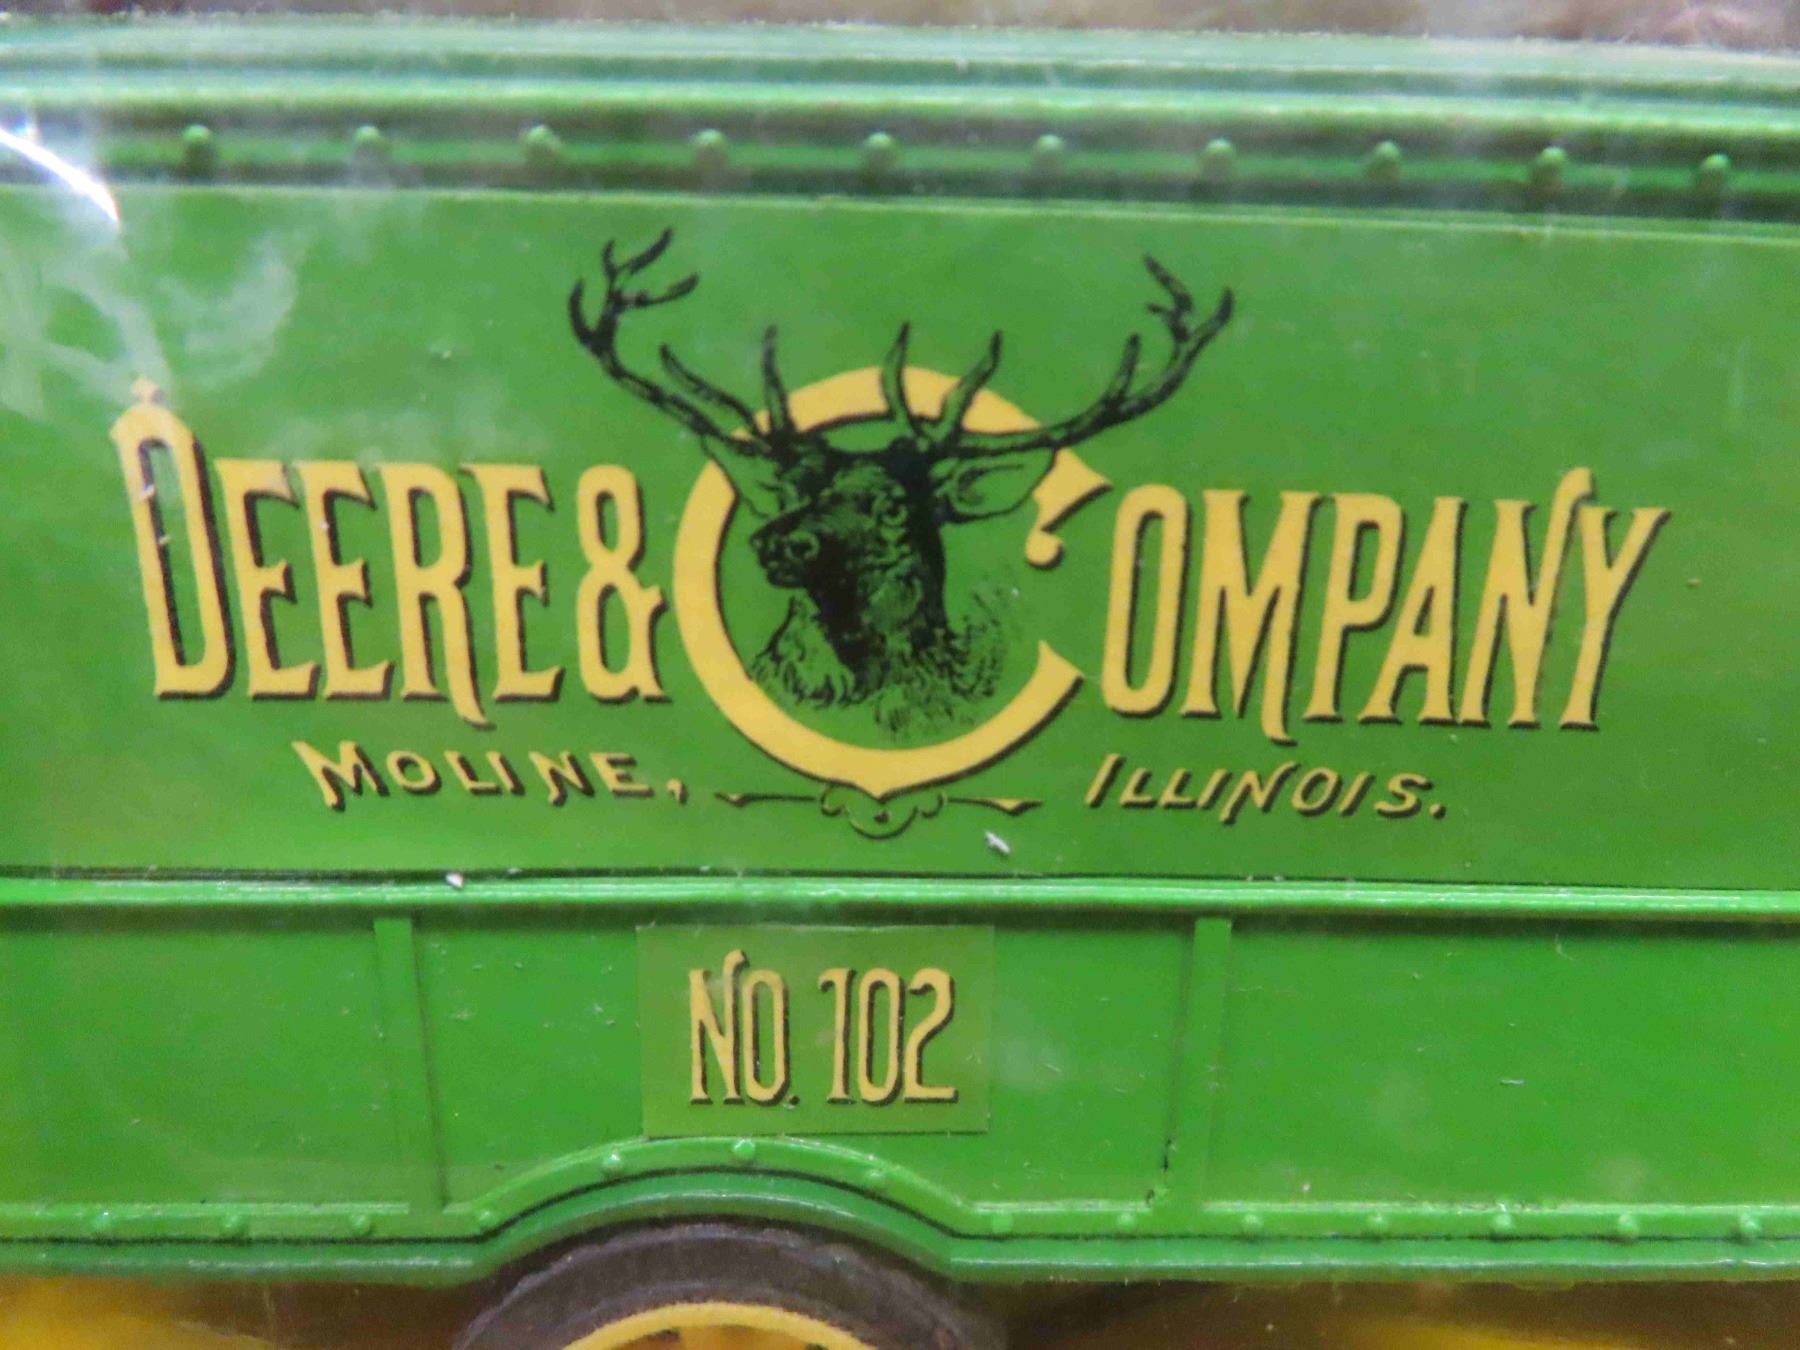 DEERE & COMPANY
MOLINE, ILLINOIS.
NO. 102